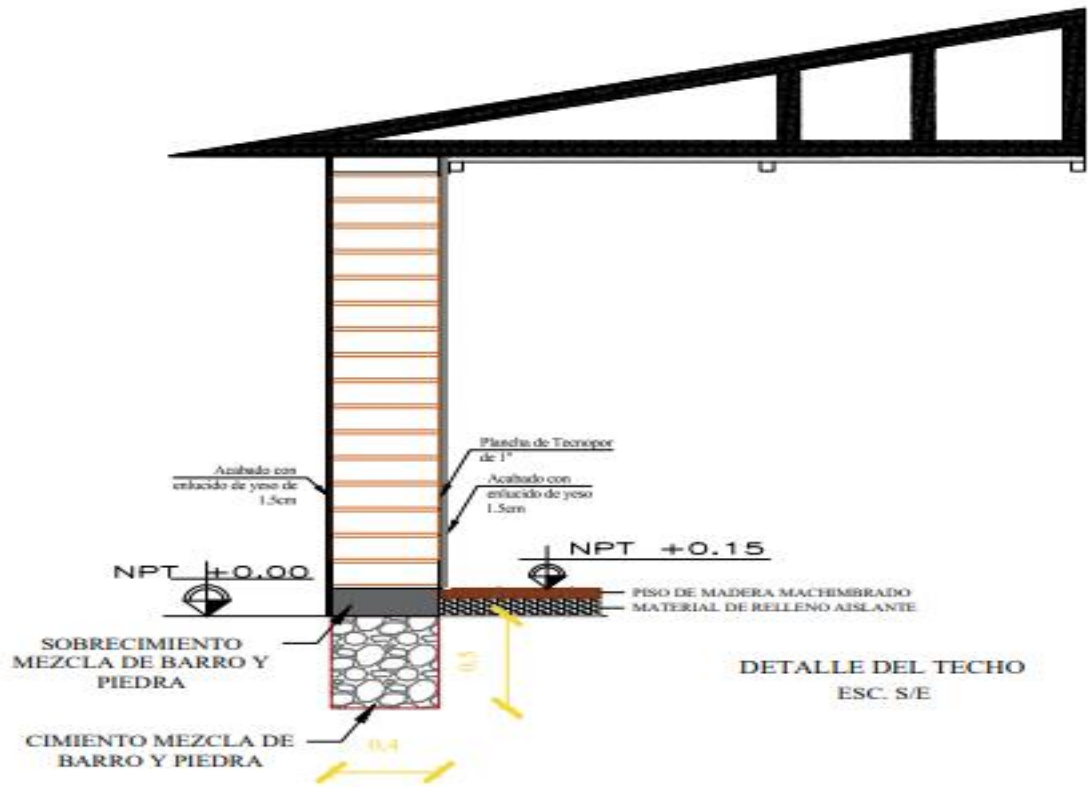 Plancha de Tecnopor
de 1"
Acabado con
enlucido de yeso de
1.5cm
Acabado con
enlucido de yeso
1.5cm
NPT +0.15
NPT +0.00
PISO DE MADERA MACHIMBRADO
MATERIAL DE RELLENO AISLANTE
SOBRECIMIENTO
MEZCLA DE BARRO Y
PIEDRA
0,5
DETALLE DEL TECHO
ESC. S/E
CIMIENTO MEZCLA DE
BARRO Y PIEDRA
0,4